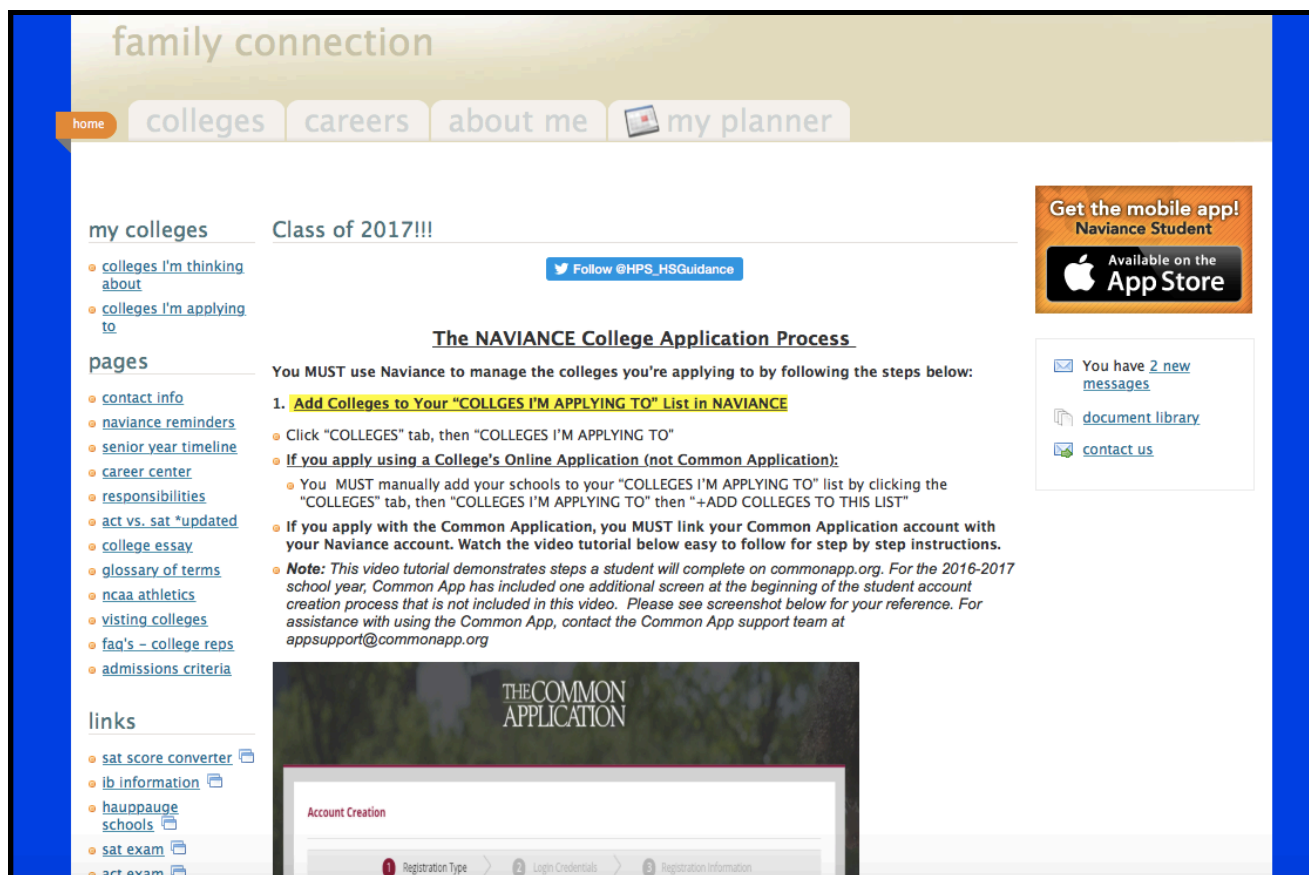 family connection
home
colleges
careers
about me
my planner
my colleges
colleges I'm thinking
about
colleges I'm applying
to
pages
contact info
naviance reminders
senior year timeline
career center
responsibilities
act vs. sat *updated
college essay
glossary of terms
ncaa athletics
visting colleges
faq's – college reps
admissions criteria
links
sat score converter
ib information
hauppauge
schools
sat exam
act exam
Class of 2017!!!
Follow @HPS_HSGuidance
The NAVIANCE College Application Process
You MUST use Naviance to manage the colleges you're applying to by following the steps below:
1. Add Colleges to Your “COLLGES I’M APPLYING TO” List in NAVIANCE
Click “COLLEGES” tab, then “COLLEGES I’M APPLYING TO”
If you apply using a College's Online Application (not Common Application):
You MUST manually add your schools to your “COLLEGES I’M APPLYING TO” list by clicking the
“COLLEGES” tab, then “COLLEGES I’M APPLYING TO” then “+ADD COLLEGES TO THIS LIST”
If you apply with the Common Application, you MUST link your Common Application account with
your Naviance account. Watch the video tutorial below easy to follow for step by step instructions.
Note: This video tutorial demonstrates steps a student will complete on commonapp.org. For the 2016-2017
school year, Common App has included one additional screen at the beginning of the student account
creation process that is not included in this video. Please see screenshot below for your reference. For
assistance with using the Common App, contact the Common App support team at
appsupport@commonapp.org
THE COMMON
APPLICATION
Account Creation
1 Registration Type
2 Login Credentials
3 Registration Information
Get the mobile app!
Naviance Student
Available on the
App Store
You have 2 new
messages
document library
contact us